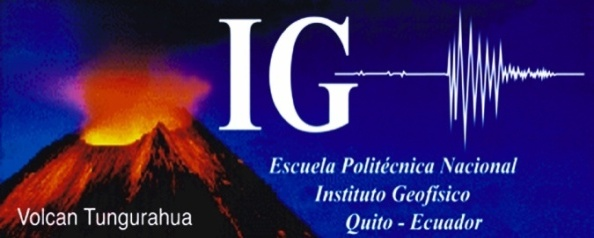 IG
Escuela Politécnica Nacional
Instituto Geofísico
Quito - Ecuador
Volcan Tungurahua